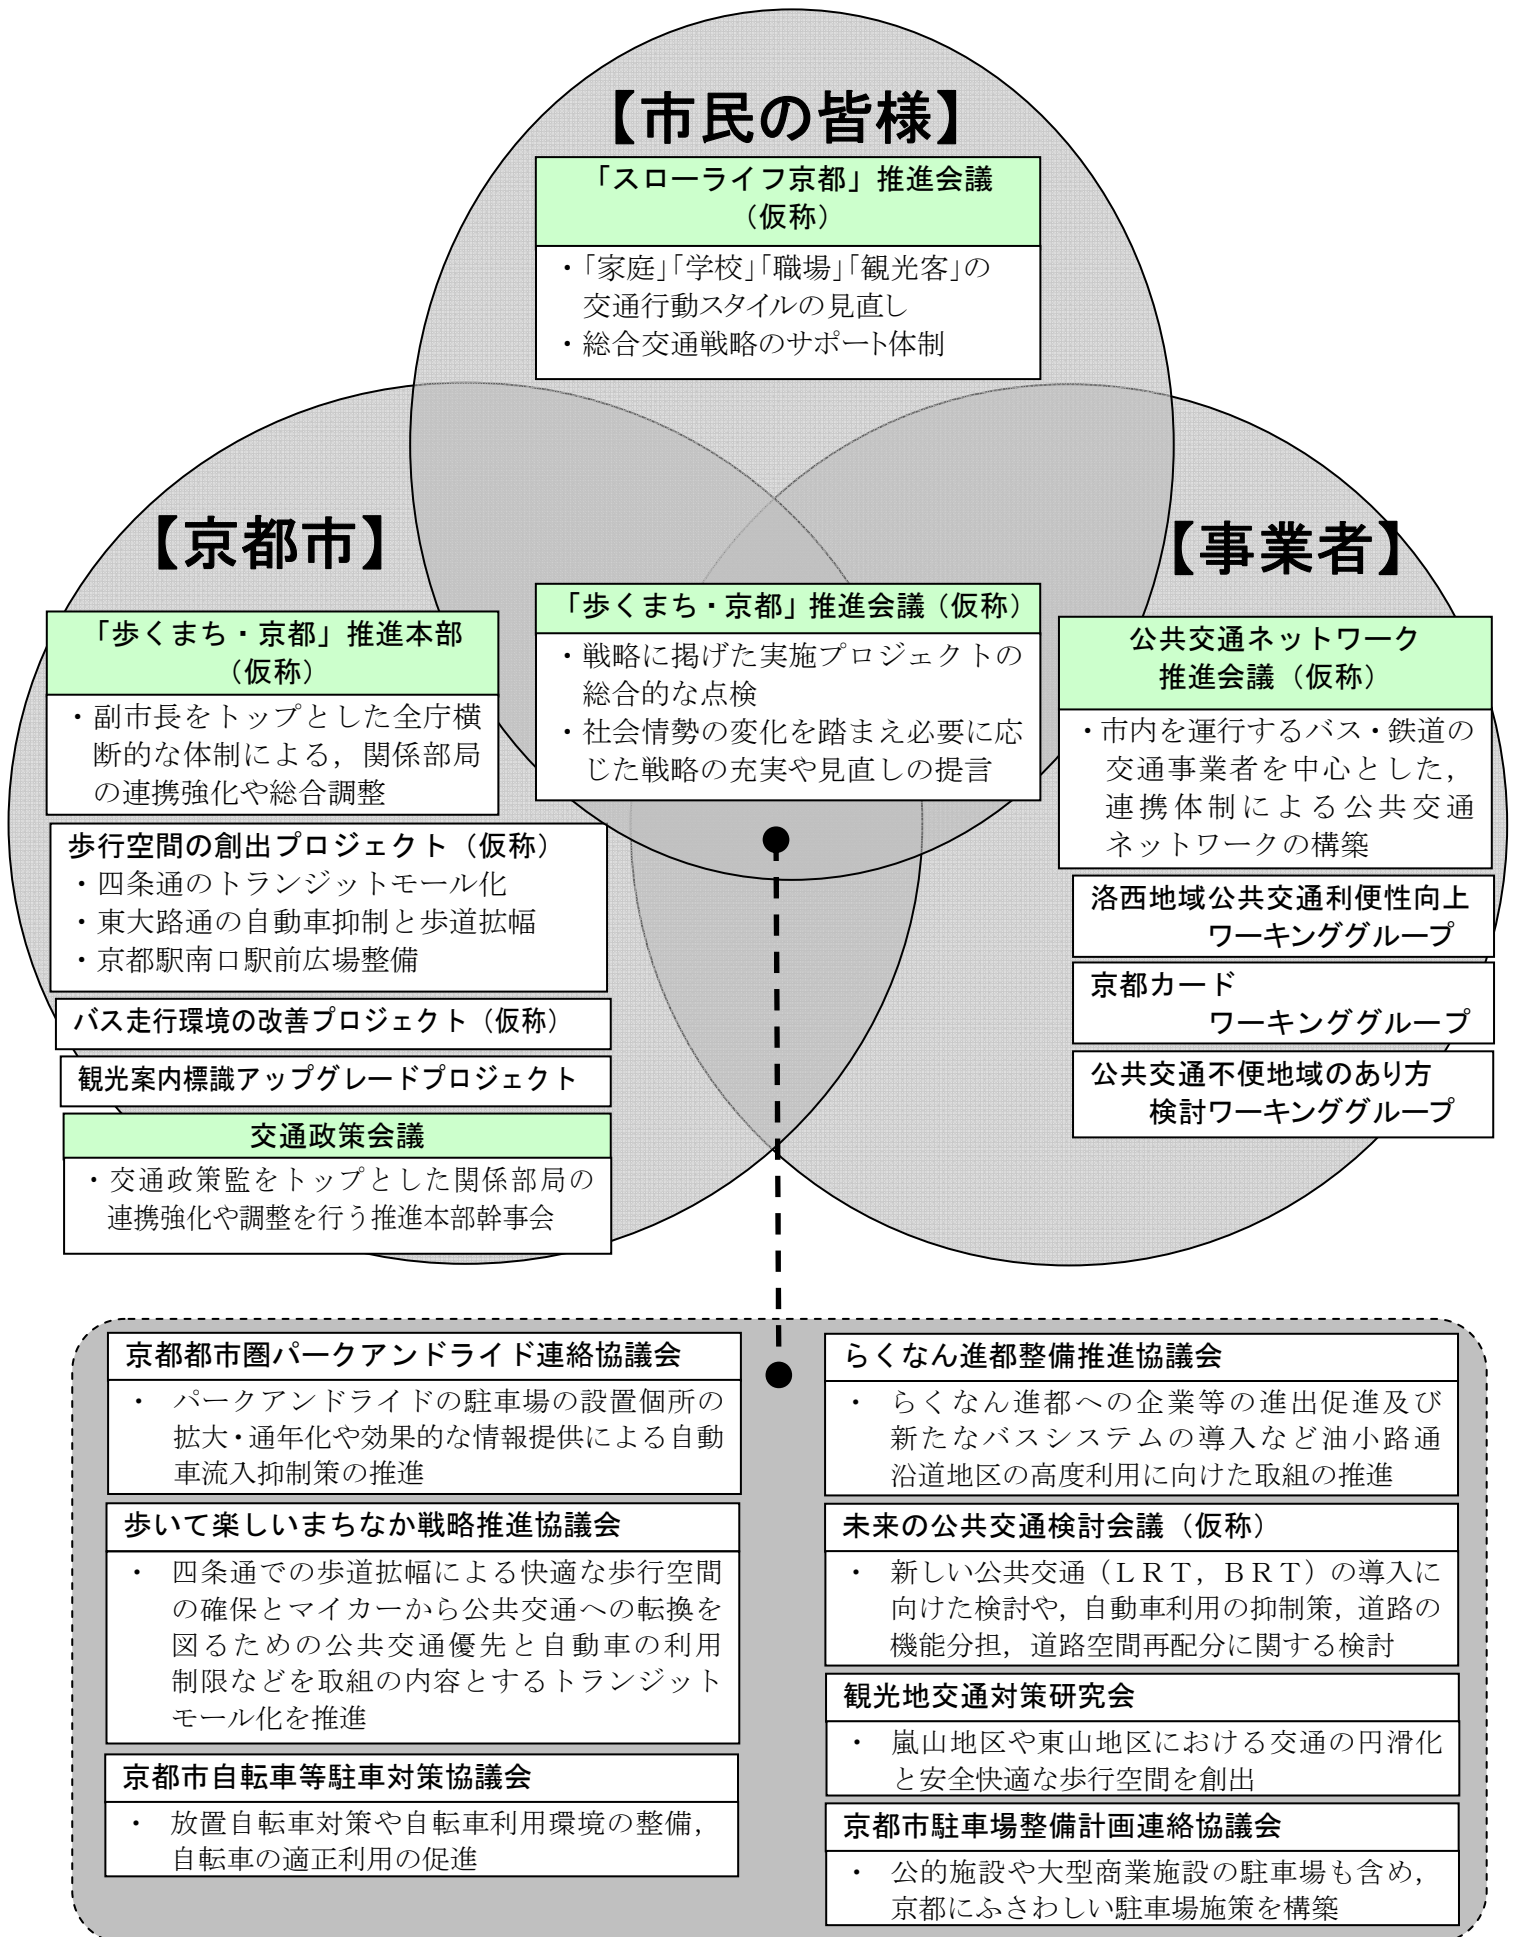 【市民の皆様】
「スローライフ京都」推進会議
（仮称）
・「家庭」「学校」「職場」「観光客」の
交通行動スタイルの見直し
・総合交通戦略のサポート体制
【京都市】
「歩くまち・京都」推進本部
（仮称）
・副市長をトップとした全庁横
断的な体制による，関係部局
の連携強化や総合調整
歩行空間の創出プロジェクト（仮称）
・四条通のトランジットモール化
・東大路通の自動車抑制と歩道拡幅
・京都駅南口駅前広場整備
バス走行環境の改善プロジェクト（仮称）
観光案内標識アップグレードプロジェクト
交通政策会議
・交通政策監をトップとした関係部局の
連携強化や調整を行う推進本部幹事会
「歩くまち・京都」推進会議（仮称）
・戦略に掲げた実施プロジェクトの
総合的な点検
・社会情勢の変化を踏まえ必要に応
じた戦略の充実や見直しの提言
【事業者】
公共交通ネットワーク
推進会議（仮称）
・市内を運行するバス・鉄道の
交通事業者を中心とした，
連携体制による公共交通
ネットワークの構築
洛西地域公共交通利便性向上
ワーキンググループ
京都カード
ワーキンググループ
公共交通不便地域のあり方
検討ワーキンググループ
京都都市圏パークアンドライド連絡協議会
・ パークアンドライドの駐車場の設置個所の
拡大・通年化や効果的な情報提供による自動
車流入抑制策の推進
歩いて楽しいまちなか戦略推進協議会
・ 四条通での歩道拡幅による快適な歩行空間
の確保とマイカーから公共交通への転換を
図るための公共交通優先と自動車の利用
制限などを取組の内容とするトランジット
モール化を推進
京都市自転車等駐車対策協議会
・ 放置自転車対策や自転車利用環境の整備，
自転車の適正利用の促進
らくなん進都整備推進協議会
・ らくなん進都への企業等の進出促進及び
新たなバスシステムの導入など油小路通
沿道地区の高度利用に向けた取組の推進
未来の公共交通検討会議（仮称）
・ 新しい公共交通（ＬＲＴ，ＢＲＴ）の導入に
向けた検討や，自動車利用の抑制策，道路の
機能分担，道路空間再配分に関する検討
観光地交通対策研究会
・ 嵐山地区や東山地区における交通の円滑化
と安全快適な歩行空間を創出
京都市駐車場整備計画連絡協議会
・ 公的施設や大型商業施設の駐車場も含め，
京都にふさわしい駐車場施策を構築